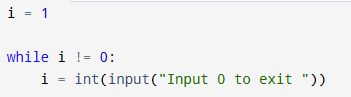 i = 1
while i != 0:
    i = int(input("Input 0 to exit "))